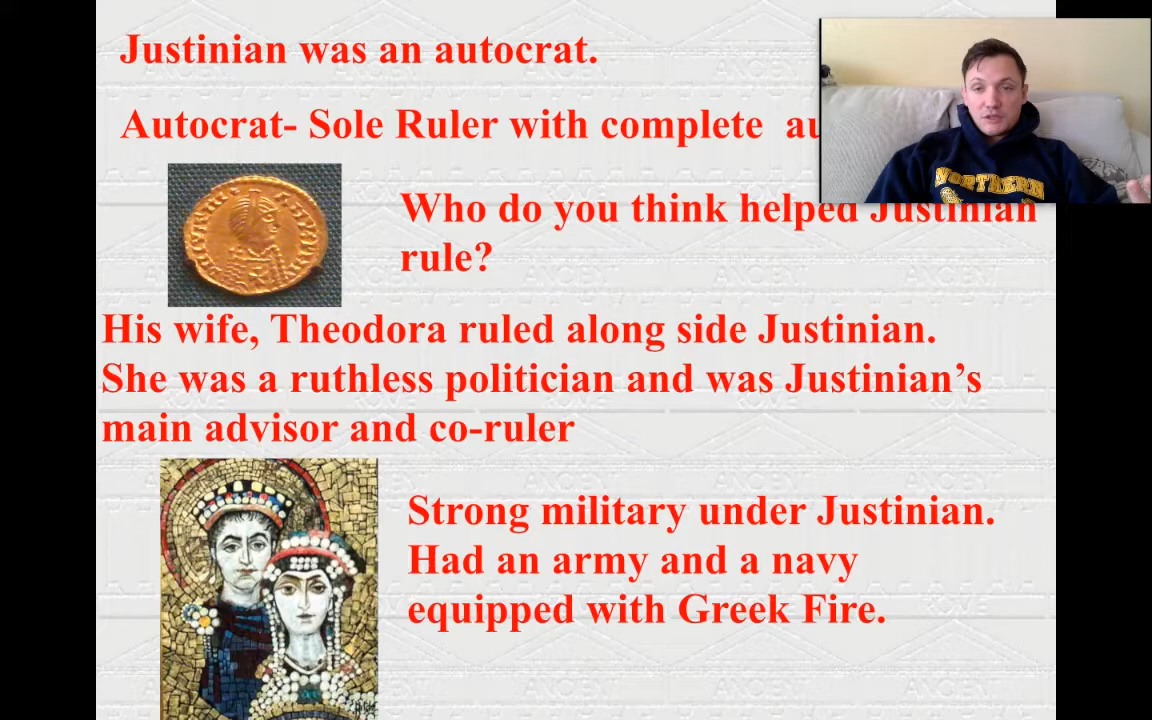 Justinian was an autocrat.
Autocrat- Sole Ruler with complete au
Who do you think helped Justinian
rule?
His wife, Theodora ruled along side Justinian.
She was a ruthless politician and was Justinian's
main advisor and co-ruler
Strong military under Justinian.
Had an army and a navy
equipped with Greek Fire.
NORTHERN